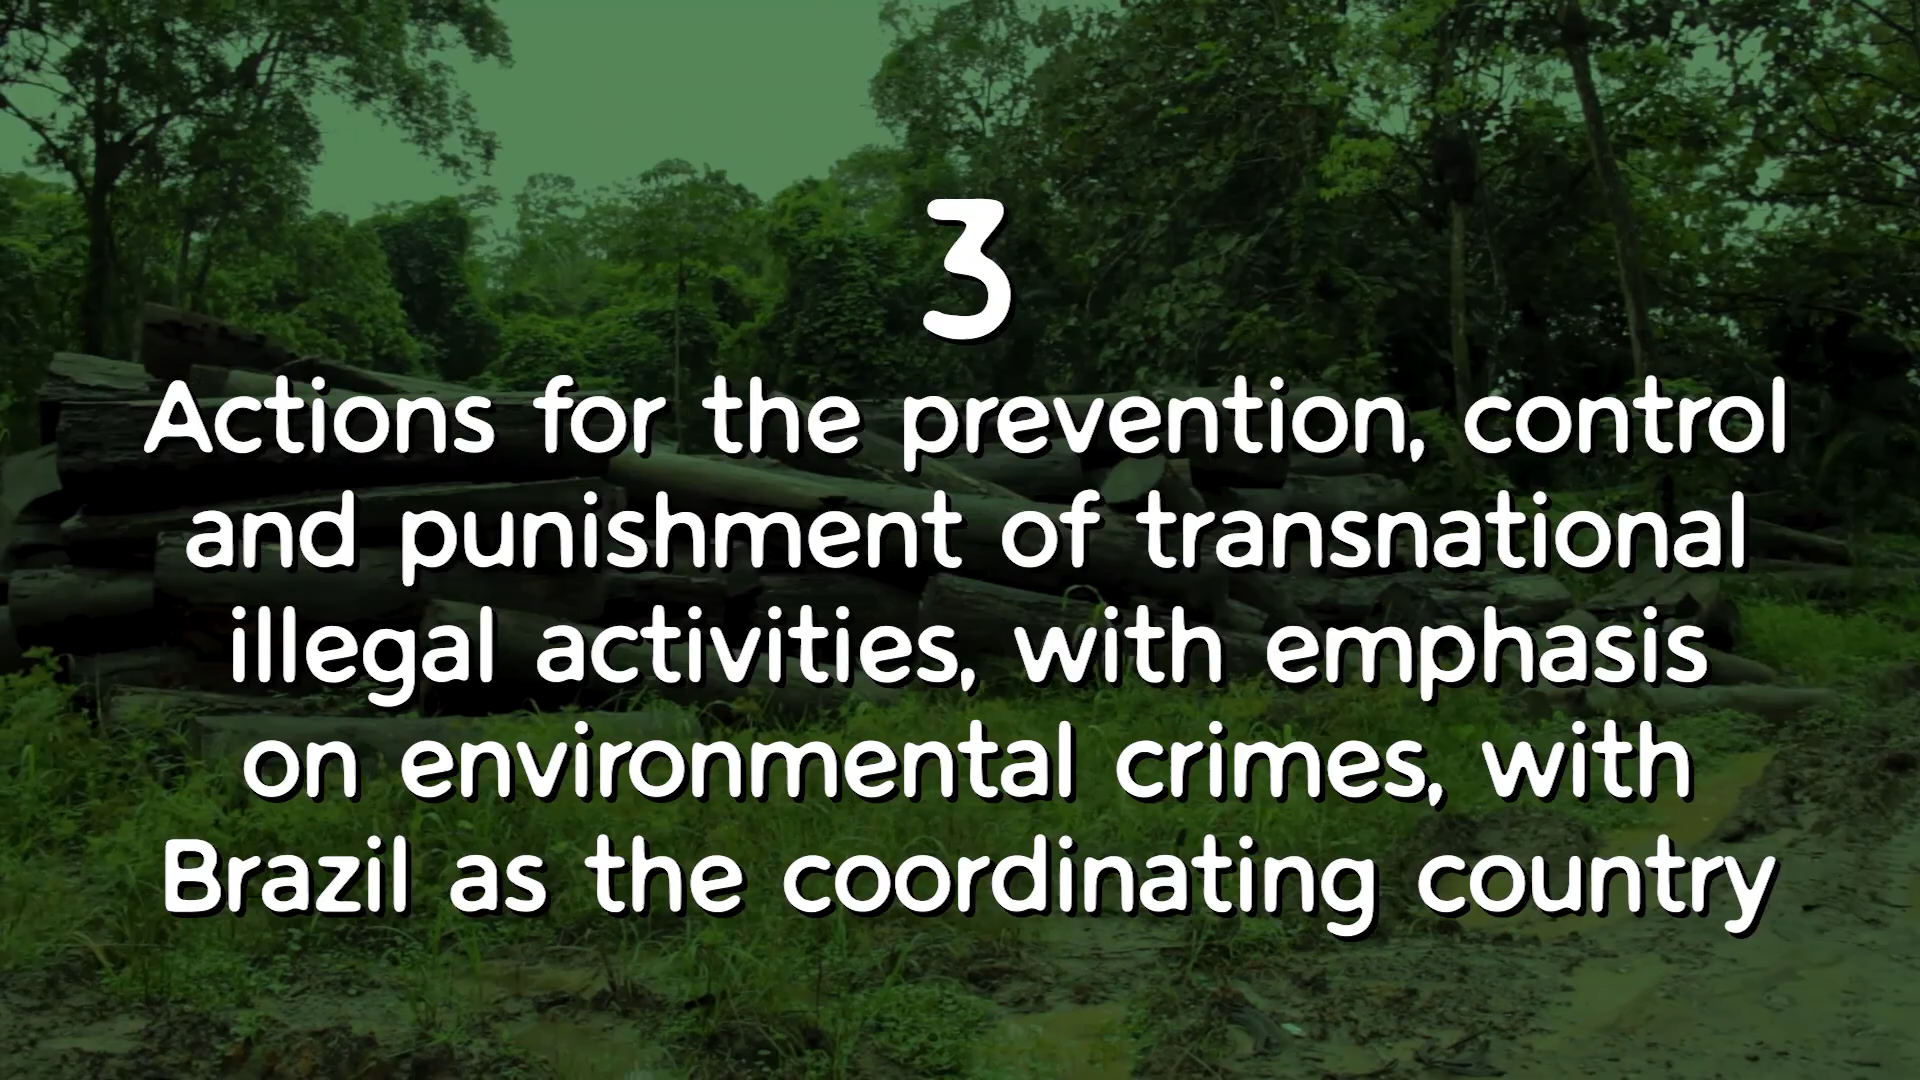 3
Actions for the prevention, control
and punishment of transnational
illegal activities, with emphasis
on environmental crimes, with
Brazil as the coordinating country